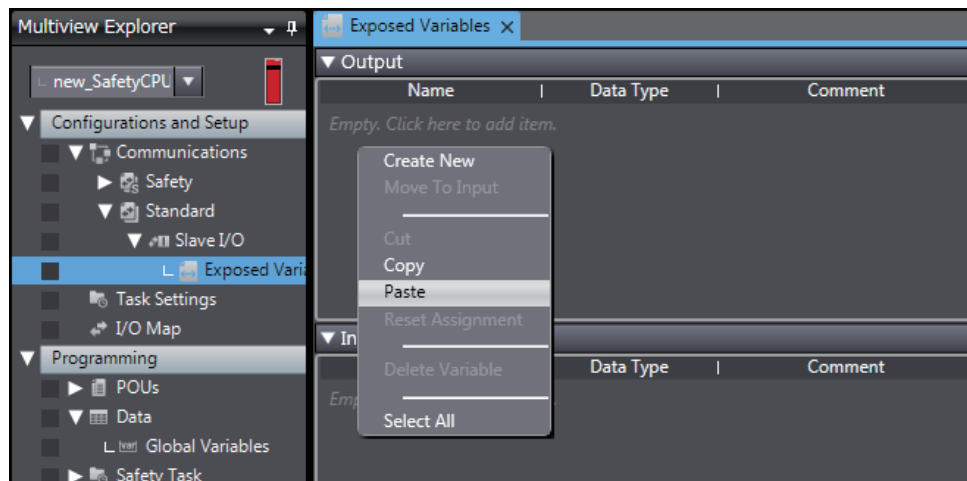 Multiview Explorer
new_SafetyCPU
Configurations and Setup
Communications
Safety
Standard
Slave I/O
Exposed Vari
Task Settings
I/O Map
Programming
POUs
Data
Global Variables
Safety Task
Exposed Variables
Output
Name | Data Type | Comment
Empty. Click here to add item.
Create New
Move To Input
Cut
Copy
Paste
Reset Assignment
Delete Variable
Select All
In
Data Type | Comment
Emp